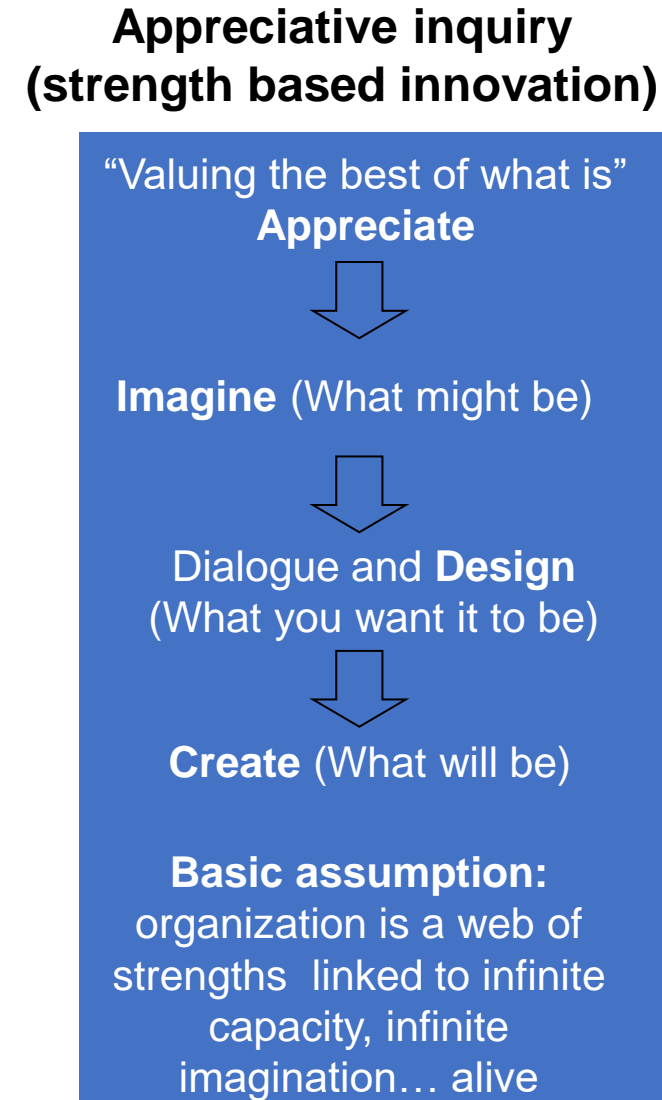 Appreciative inquiry
(strength based innovation)
“Valuing the best of what is”
Appreciate
Imagine (What might be)
Dialogue and Design
(What you want it to be)
Create (What will be)
Basic assumption:
organization is a web of
strengths  linked to infinite
capacity, infinite
imagination… alive